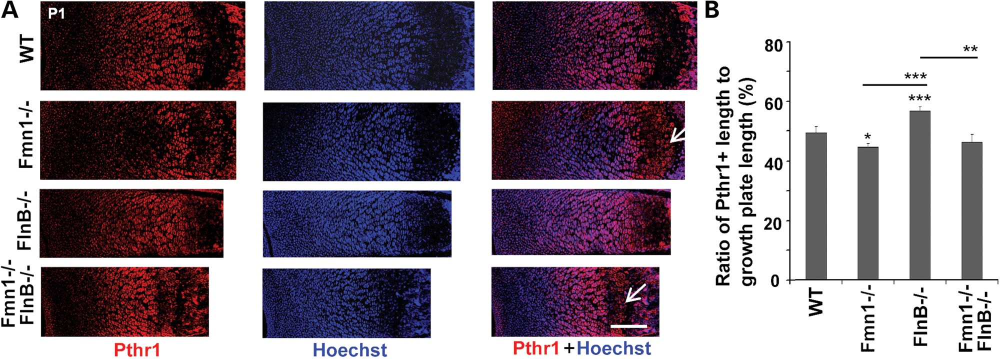 A
P1
WT
Fmn1-/-
FlnB-/-
Fmn1-/-
FlnB-/-
Pthr1
Hoechst
Pthr1+Hoechst
B
Ratio of Pthr1+ length to
growth plate length (%)
80
60
40
20
0
**
***
***
*
WT
Fmn1-/-
FlnB-/-
Fmn1-/-
FlnB-/-